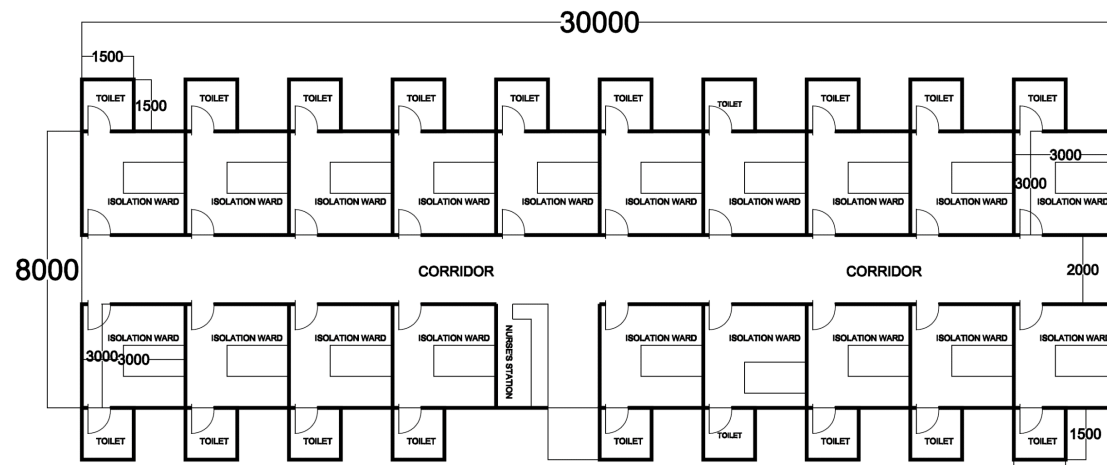 30000
1500
TOILET TOILET TOILET TOILET TOILET TOILET TOILET TOILET TOILET TOILET
1500
3000
3000
ISOLATION WARD ISOLATION WARD ISOLATION WARD ISOLATION WARD ISOLATION WARD ISOLATION WARD ISOLATION WARD ISOLATION WARD ISOLATION WARD ISOLATION WARD
8000 CORRIDOR CORRIDOR 2000
ISOLATION WARD ISOLATION WARD ISOLATION WARD ISOLATION WARD ISOLATION WARD ISOLATION WARD ISOLATION WARD ISOLATION WARD ISOLATION WARD
NURSE'S STATION
3000 3000
TOILET TOILET TOILET TOILET TOILET TOILET TOILET TOILET TOILET
1500